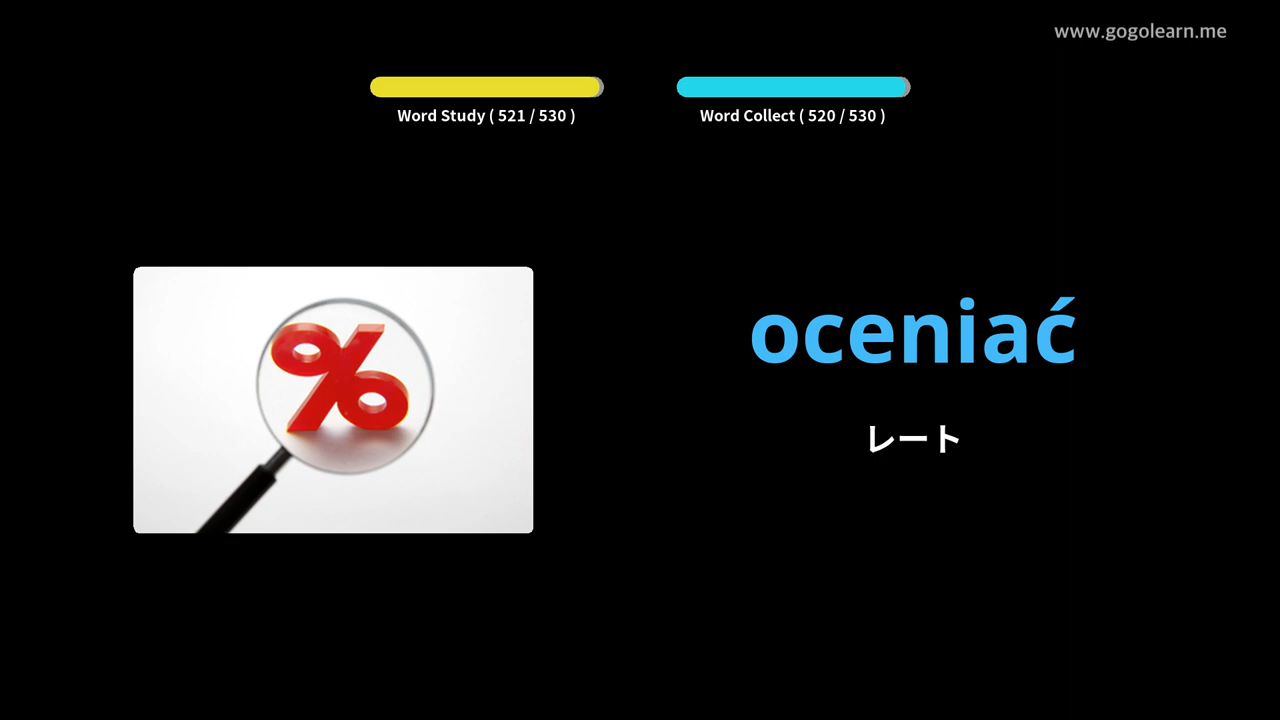 www.gogolearn.me
Word Study ( 521 / 530 )
Word Collect ( 520 / 530 )
%
oceniać
レート